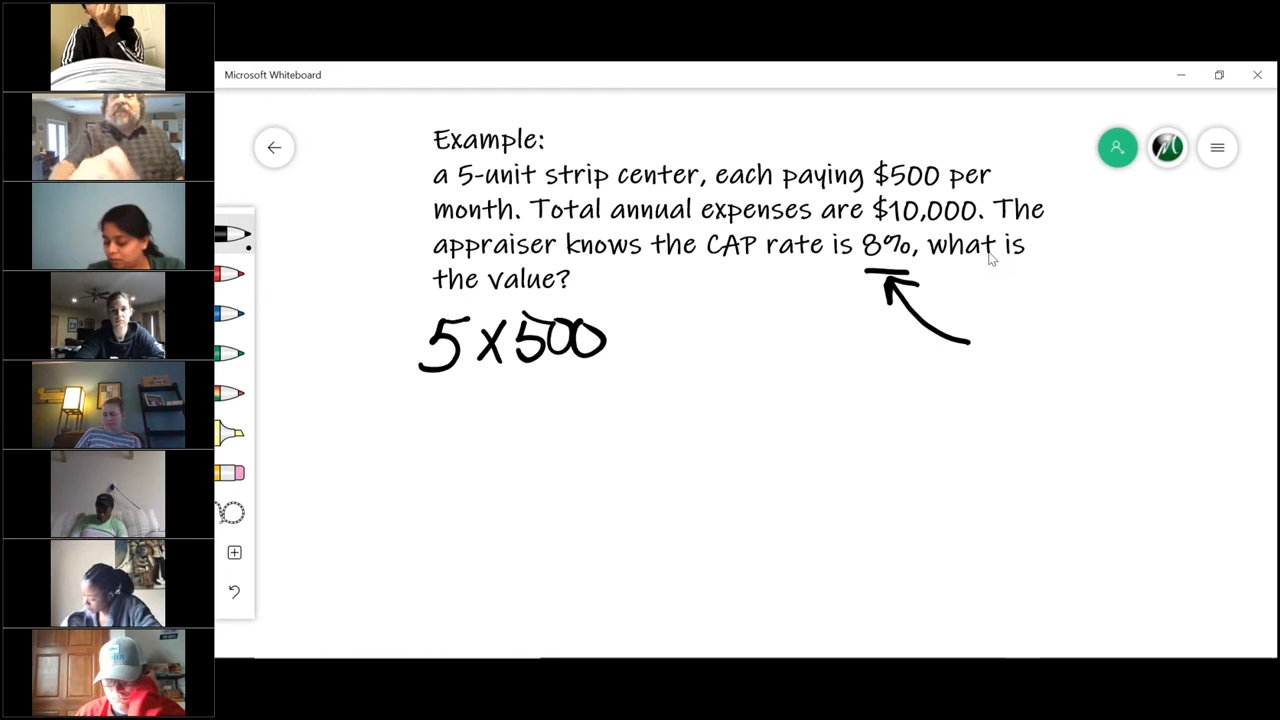 Microsoft Whiteboard
Example:
a 5-unit strip center, each paying $500 per
month. Total annual expenses are $10,000. The
appraiser knows the CAP rate is 8%, what is
the value?
5 x 500